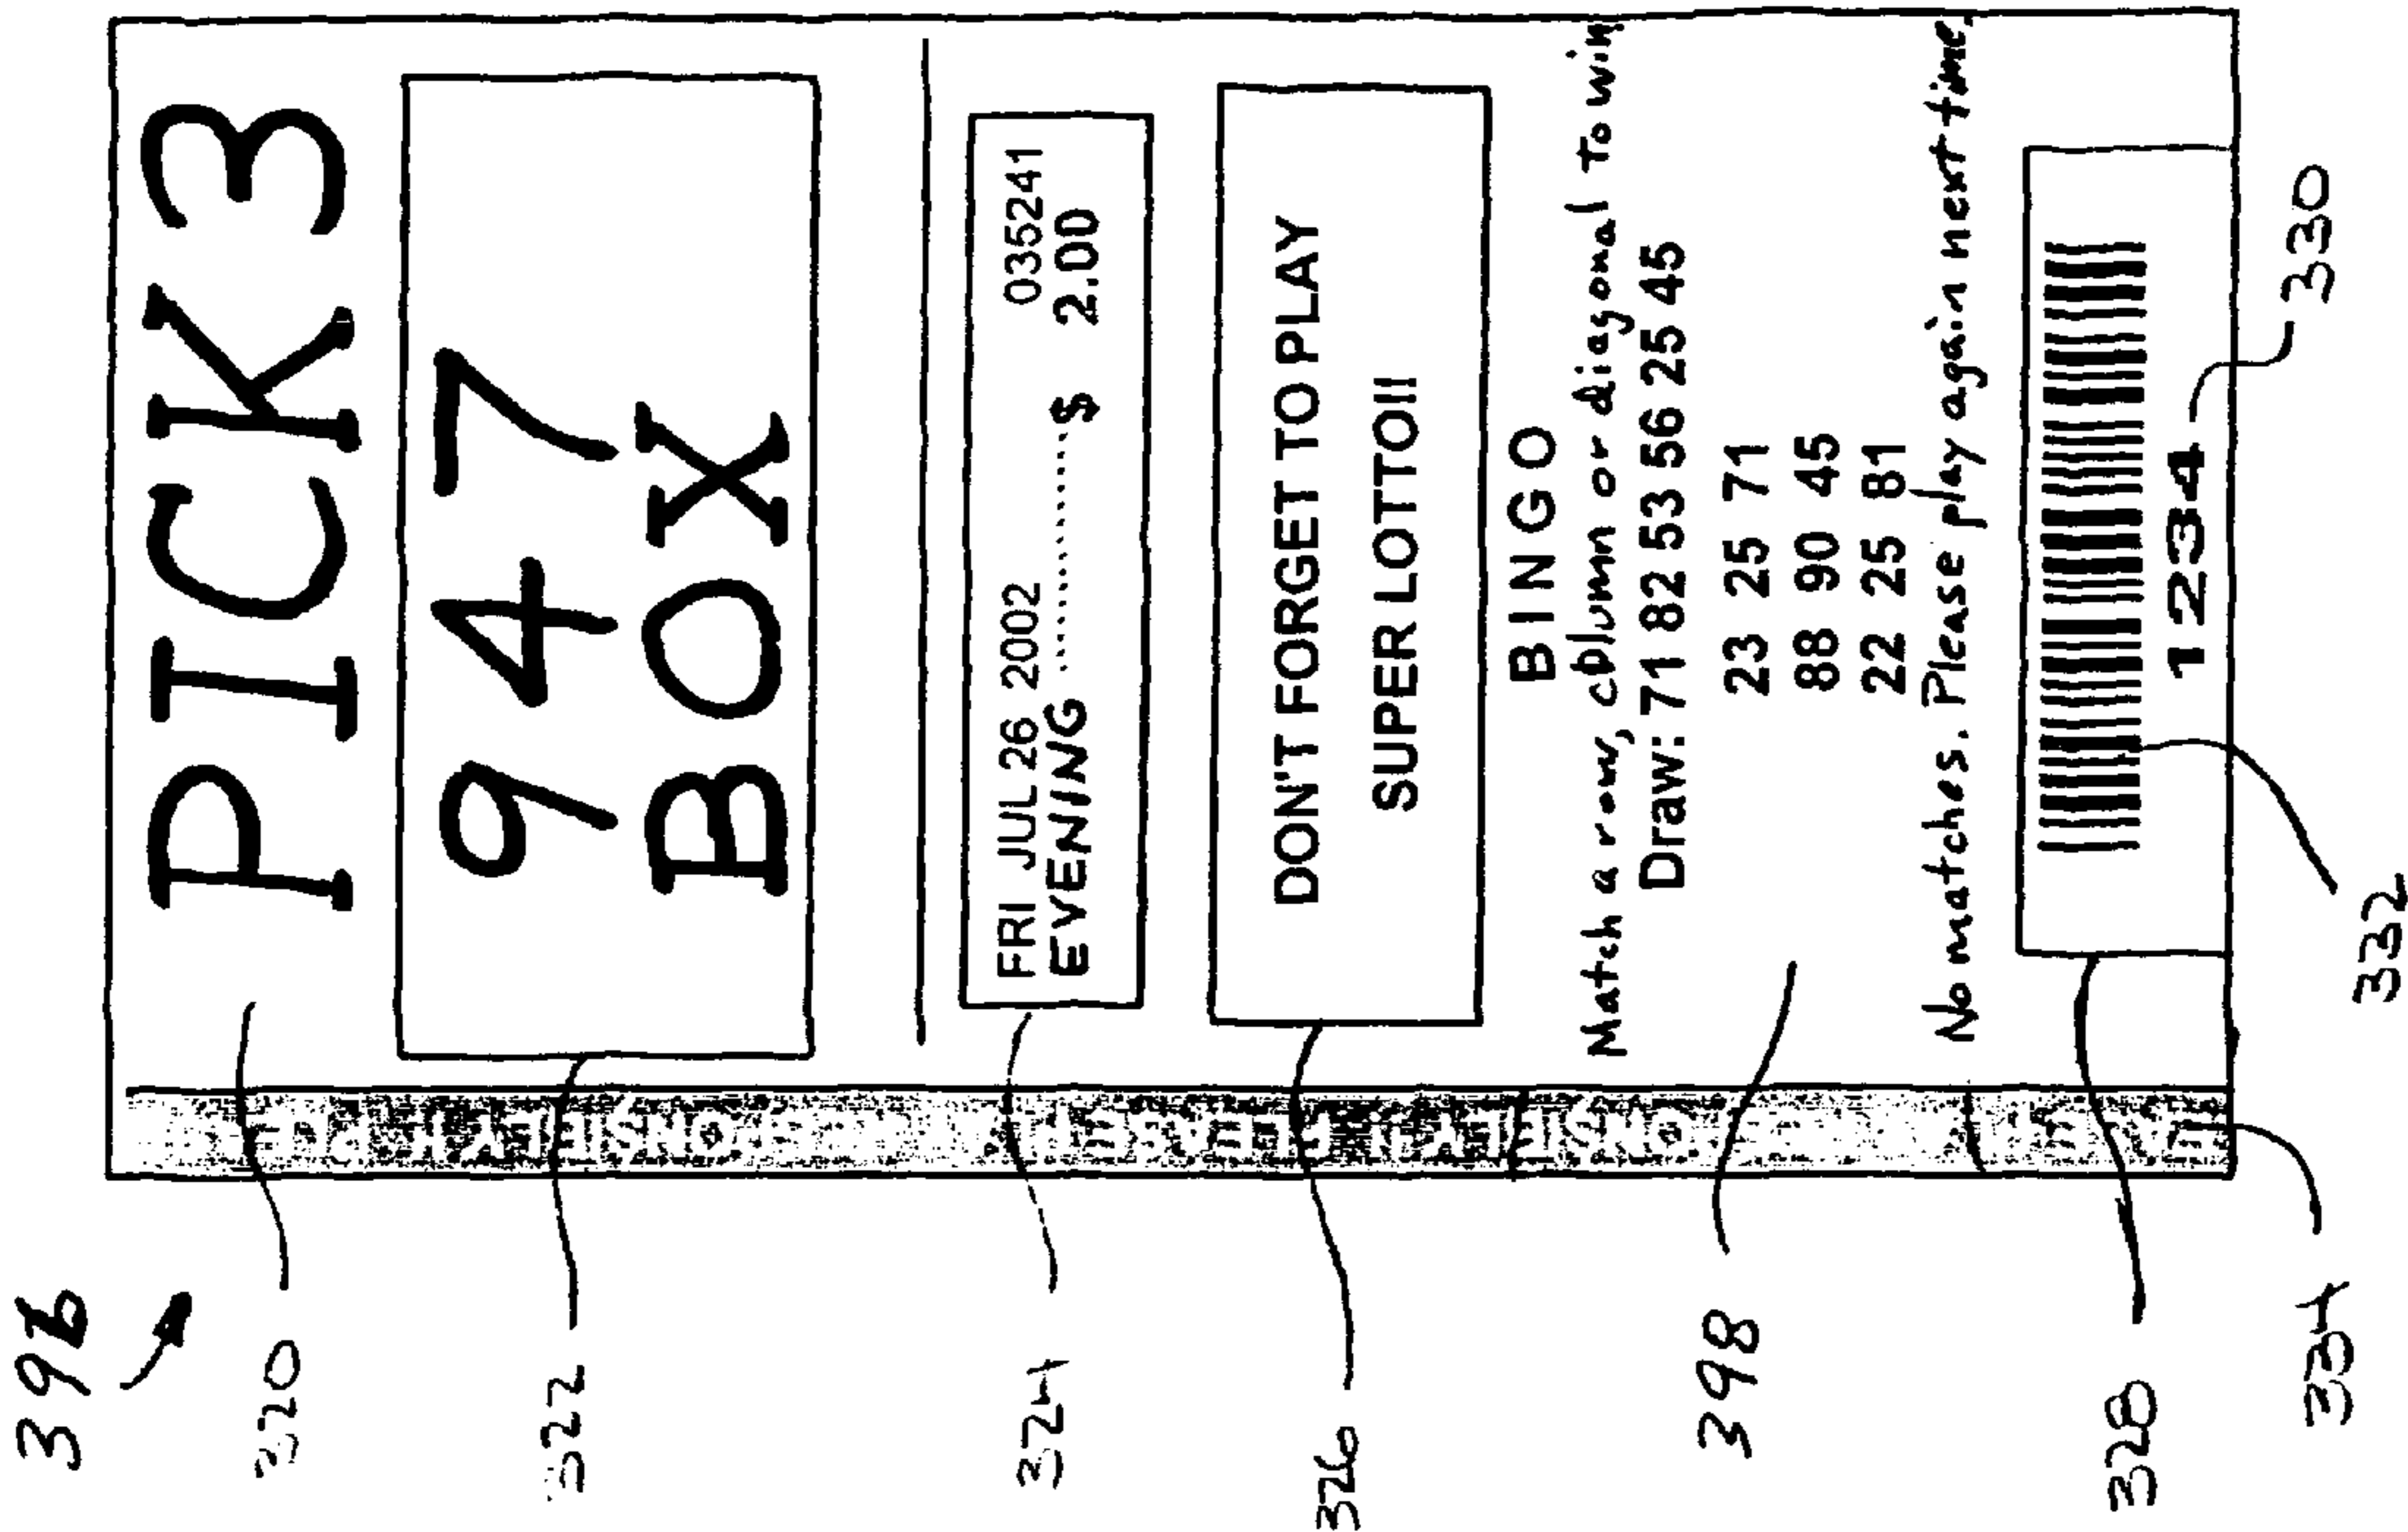 PICK 3
947
BOX
FRI JUL 26 2002 035241
EVENING .............. $ 2.00
DON'T FORGET TO PLAY
SUPER LOTTO!!
BINGO
Match a row, column or diagonal to win
Draw: 71 82 53 56 25 45
23 25 71
88 90 45
22 25 81
No matches. Please play again next time
1234
320
322
324
326
398
328
334
332
330